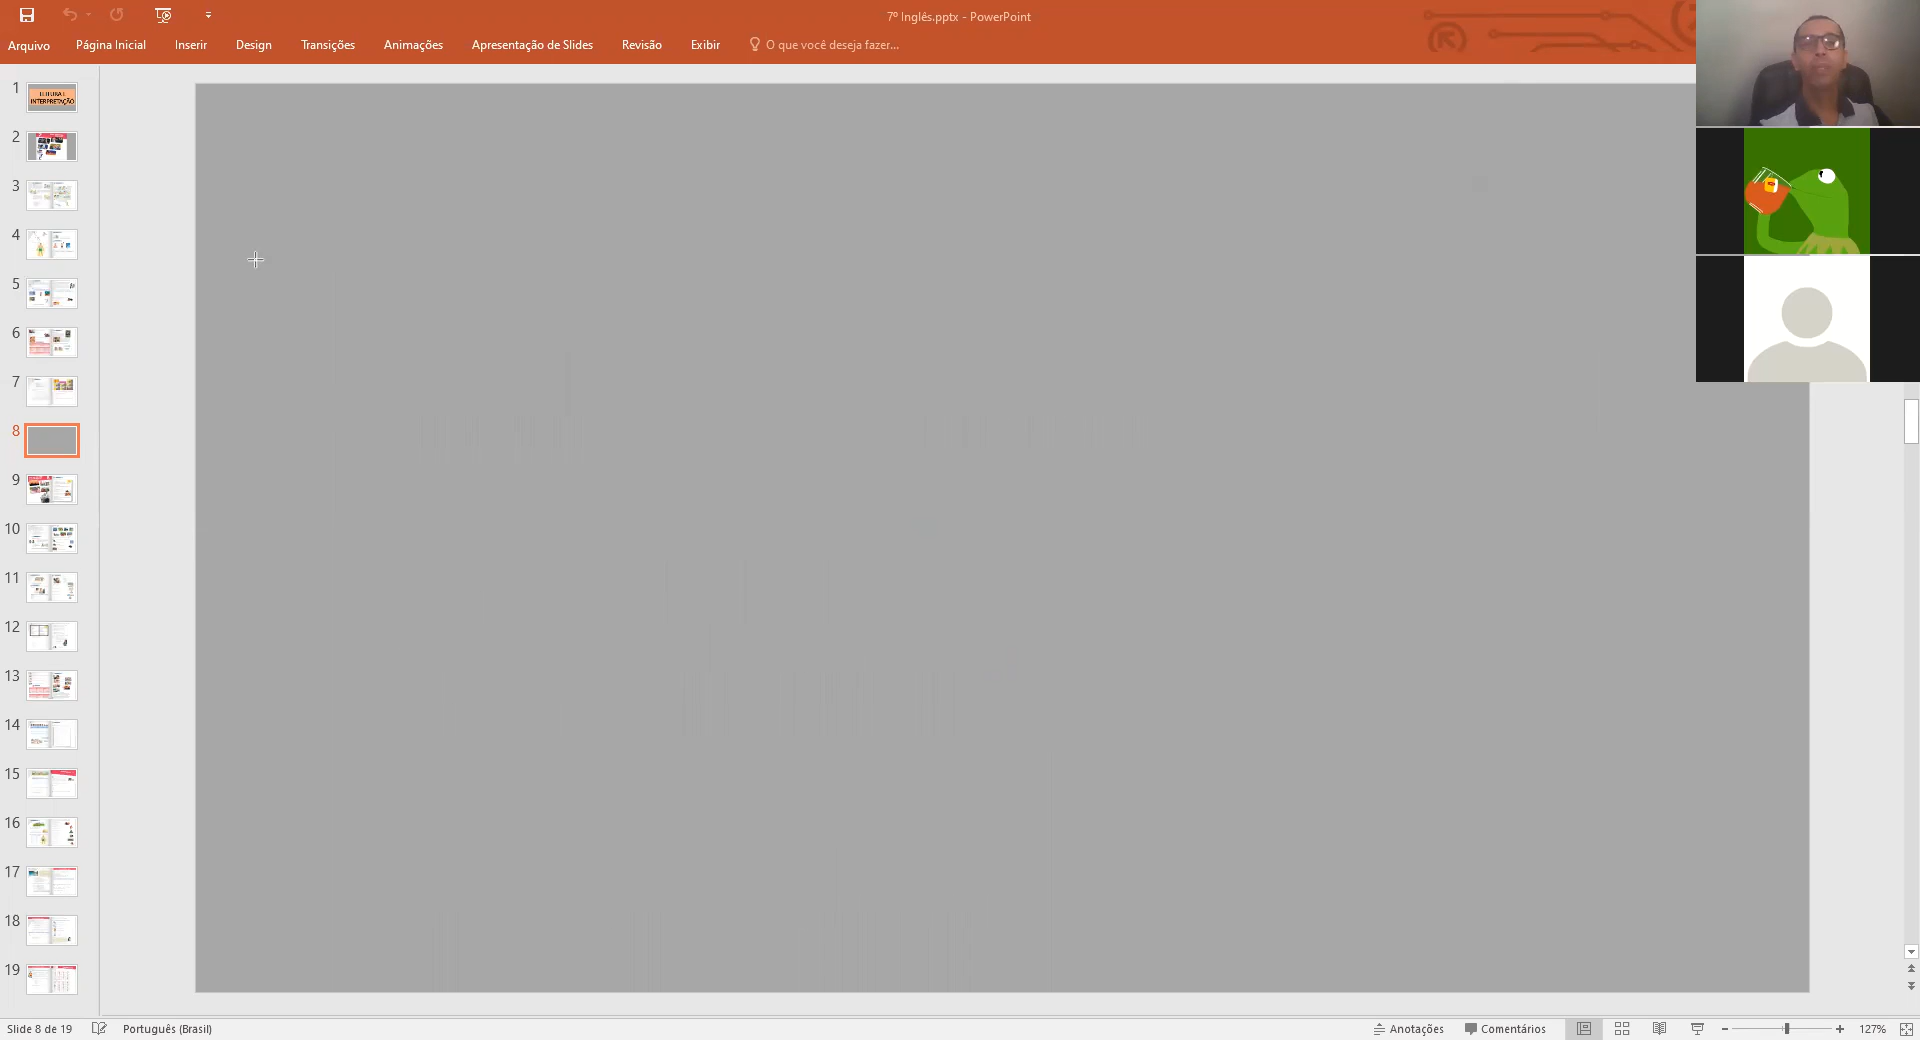 7º Inglês.pptx - PowerPoint
Arquivo
Página Inicial
Inserir
Design
Transições
Animações
Apresentação de Slides
Revisão
Exibir
O que você deseja fazer...
1
LEITURA E
INTERPRETAÇÃO
2
3
4
5
6
7
8
9
10
11
12
13
14
15
16
17
18
19
Slide 8 de 19
Português (Brasil)
Anotações
Comentários
127%